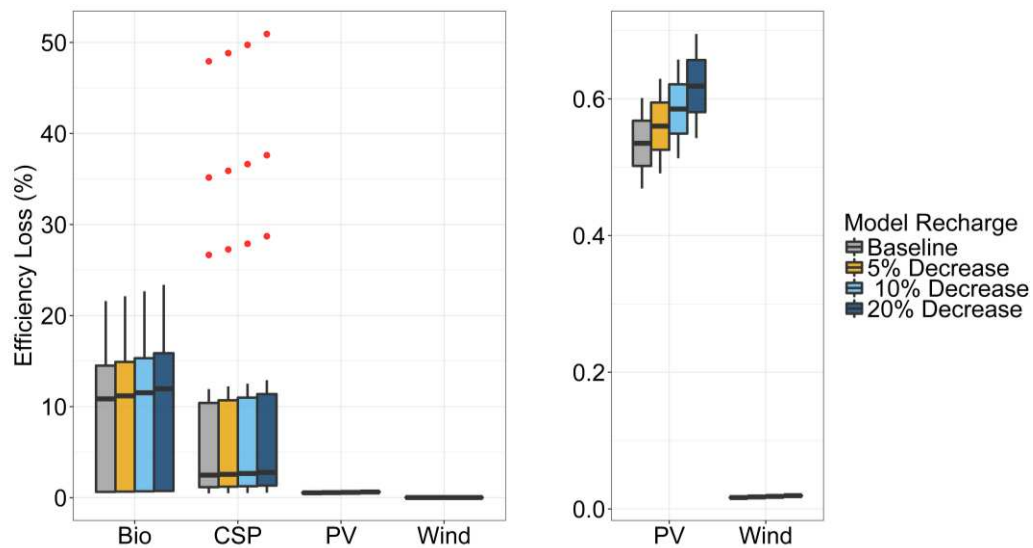 Efficiency Loss (%)
50
40
30
20
10
0
Bio CSP PV Wind
0.6
0.4
0.2
0.0
PV Wind
Model Recharge
Baseline
5% Decrease
10% Decrease
20% Decrease